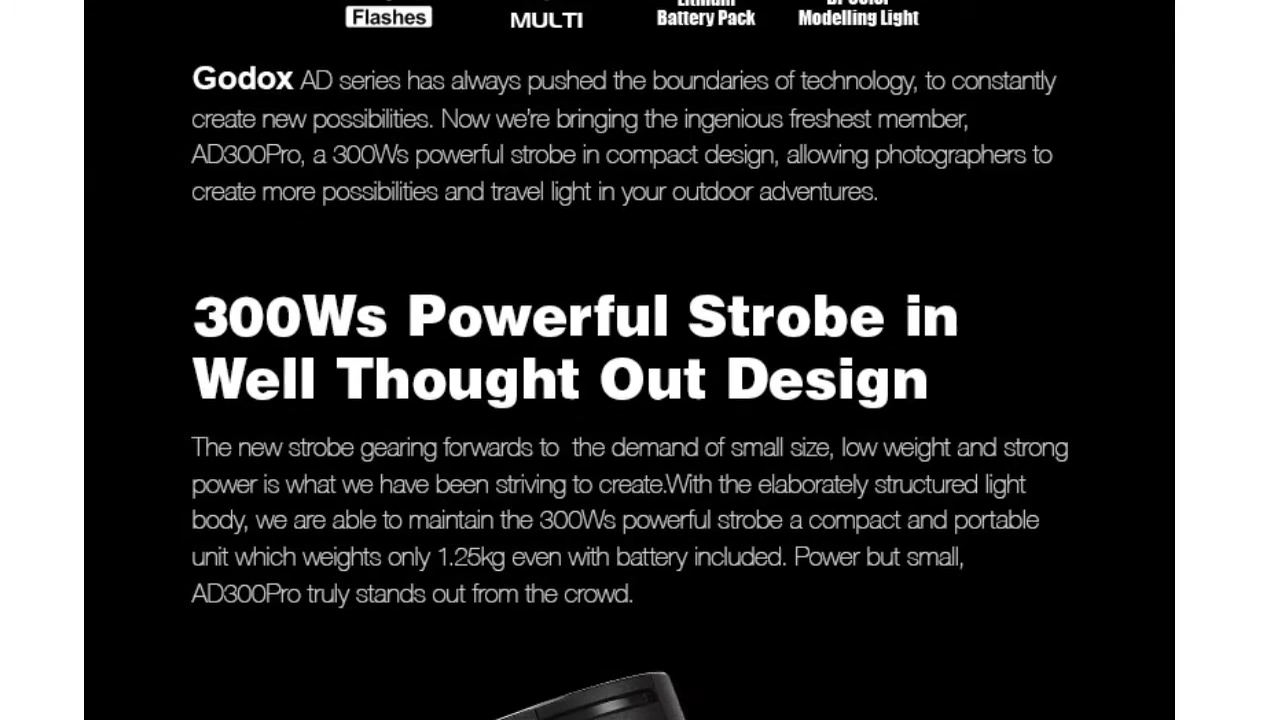 Flashes MULTI Lithium Battery Pack Bi-Color Modelling Light
Godox AD series has always pushed the boundaries of technology, to constantly
create new possibilities. Now we're bringing the ingenious freshest member,
AD300Pro, a 300Ws powerful strobe in compact design, allowing photographers to
create more possibilities and travel light in your outdoor adventures.
300Ws Powerful Strobe in
Well Thought Out Design
The new strobe gearing forwards to the demand of small size, low weight and strong
power is what we have been striving to create.With the elaborately structured light
body, we are able to maintain the 300Ws powerful strobe a compact and portable
unit which weights only 1.25kg even with battery included. Power but small,
AD300Pro truly stands out from the crowd.